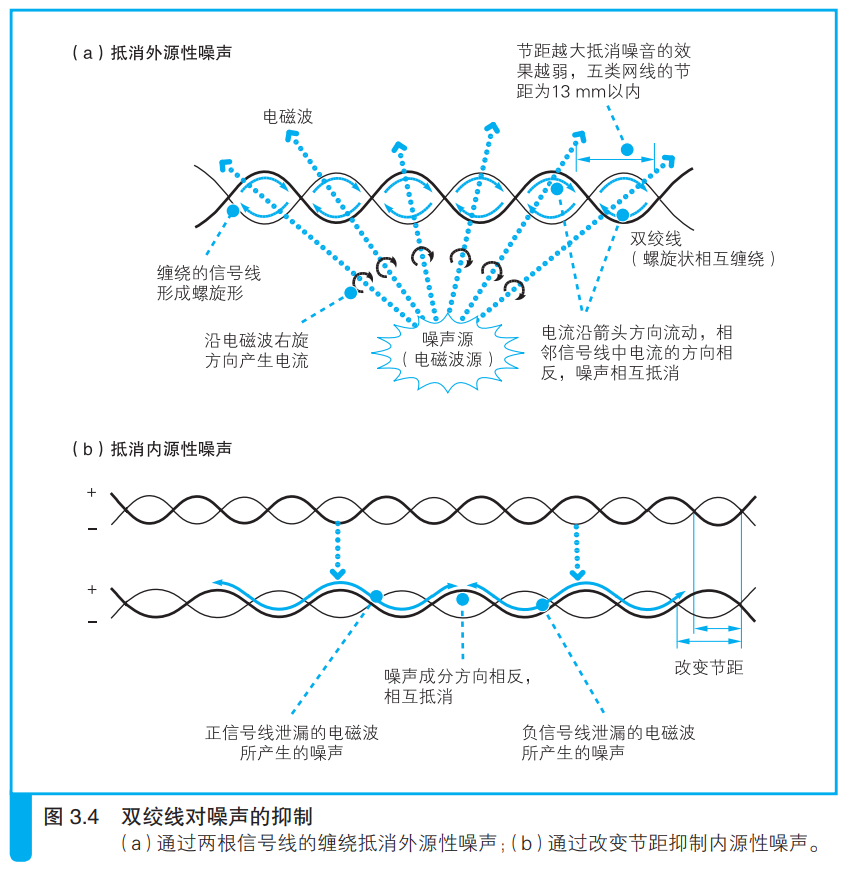 （a）抵消外源性噪声
节距越大抵消噪音的效
果越弱，五类网线的节
距为13 mm以内
电磁波
双绞线
（螺旋状相互缠绕）
缠绕的信号线
形成螺旋形
沿电磁波右旋
方向产生电流
噪声源
（电磁波源）
电流沿箭头方向流动，相
邻信号线中电流的方向相
反，噪声相互抵消
（b）抵消内源性噪声
+
−
+
−
改变节距
噪声成分方向相反，
相互抵消
正信号线泄漏的电磁波
所产生的噪声
负信号线泄漏的电磁波
所产生的噪声
图 3.4 双绞线对噪声的抑制
（a）通过两根信号线的缠绕抵消外源性噪声；（b）通过改变节距抑制内源性噪声。